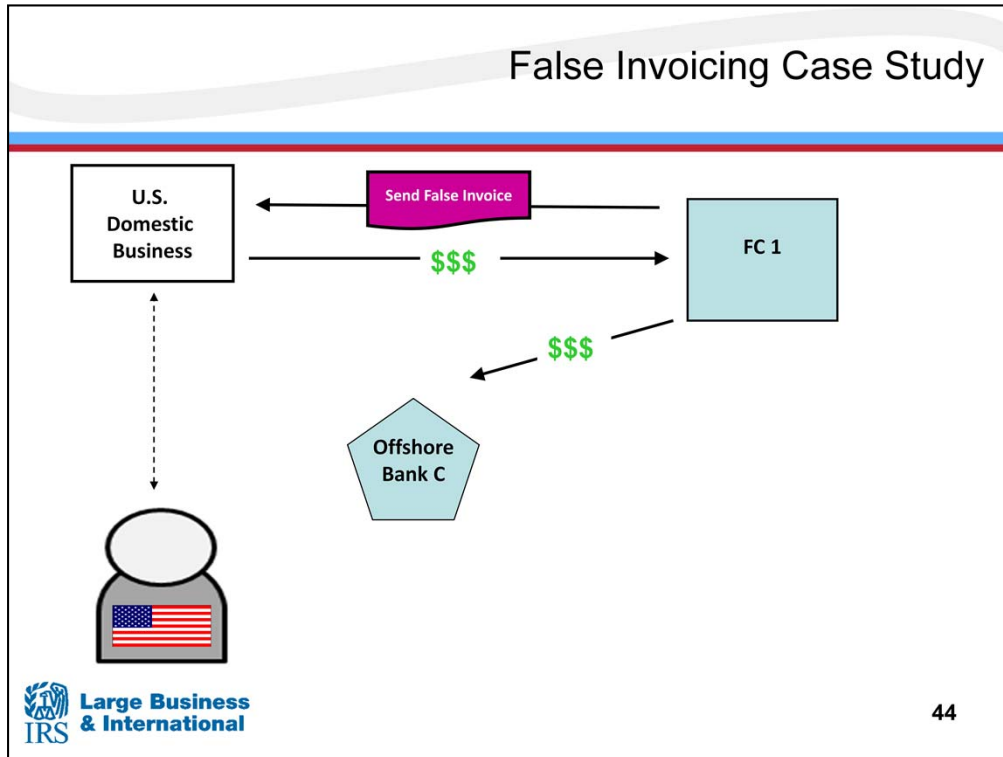 False Invoicing Case Study
U.S.
Domestic
Business
Send False Invoice
$$$
FC 1
$$$
Offshore
Bank C
IRS
Large Business
& International
44